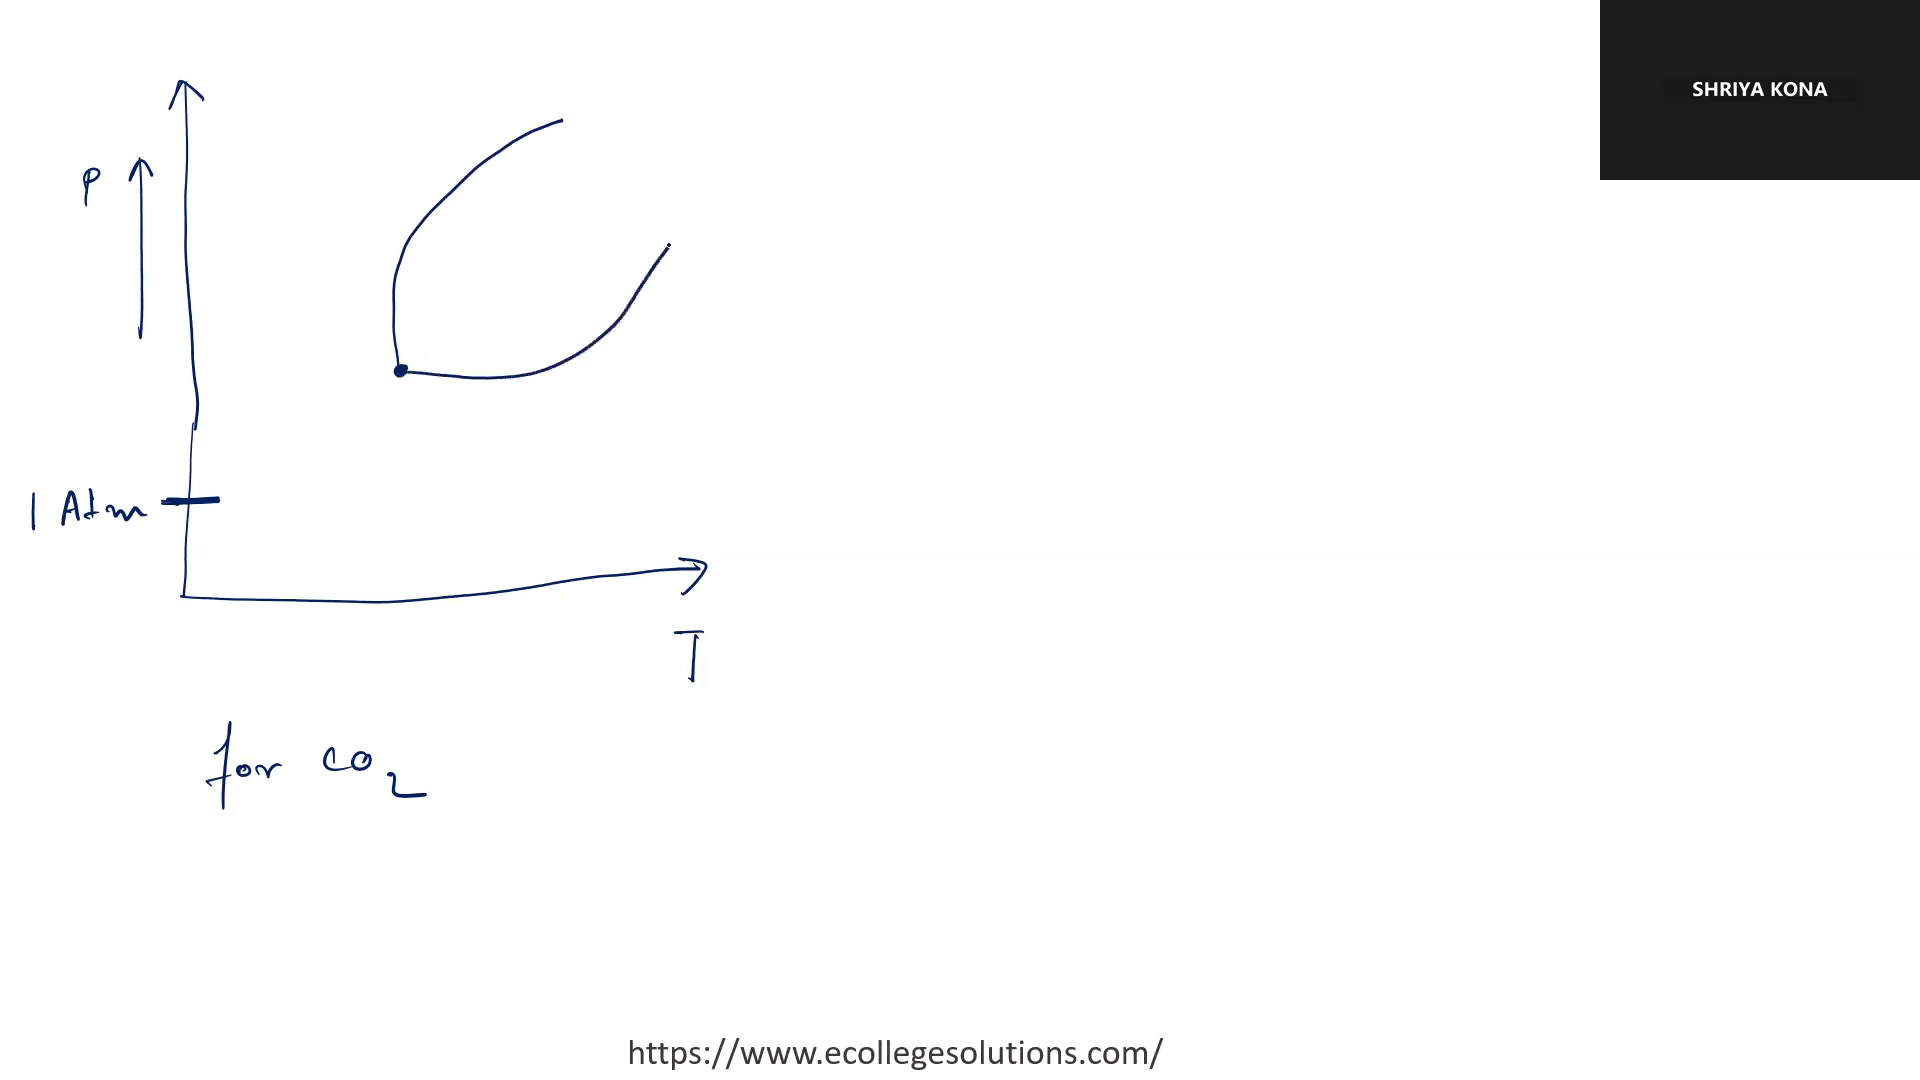 SHRIYA KONA
P
1 Atm
T
for CO2
https://www.ecollegesolutions.com/